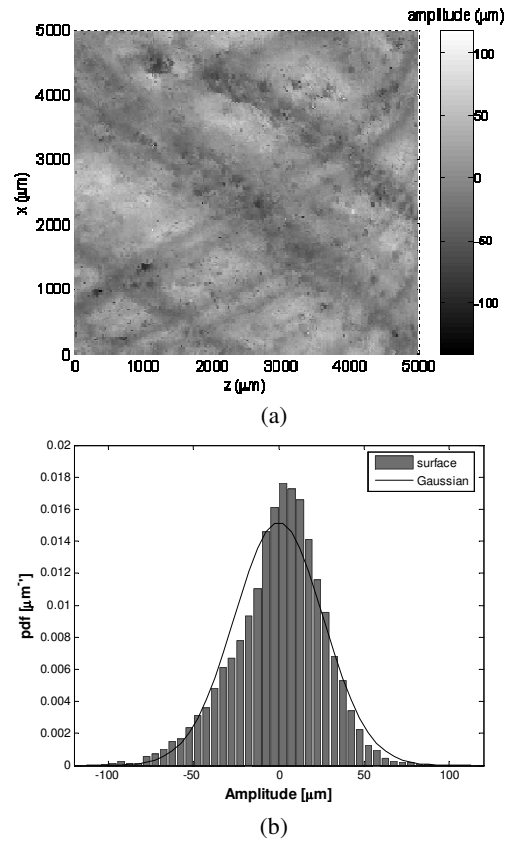 amplitude (μm)
5000
4000
3000
2000
1000
0
x (μm)
0 1000 2000 3000 4000 5000
z (μm)
100
50
0
-50
-100
(a)
0.02
0.018
0.016
0.014
0.012
0.01
0.008
0.006
0.004
0.002
0
pdf [μm⁻¹]
surface
Gaussian
-100 -50 0 50 100
Amplitude [μm]
(b)